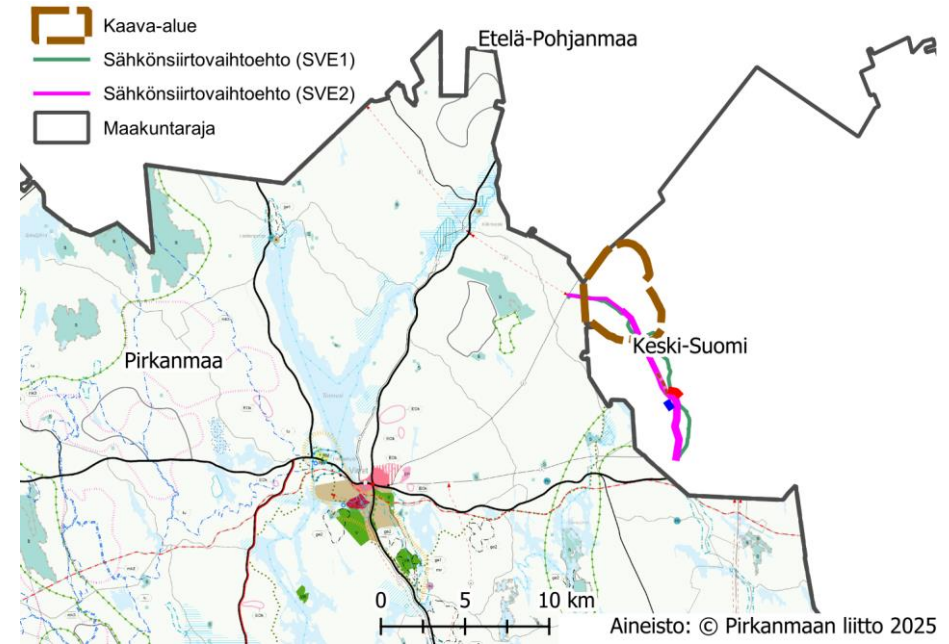 Kaava-alue
Sähkönsiirtovaihtoehto (SVE1)
Sähkönsiirtovaihtoehto (SVE2)
Maakuntaraja
Etelä-Pohjanmaa
Pirkanmaa
Keski-Suomi
0 5 10 km
Aineisto: © Pirkanmaan liitto 2025